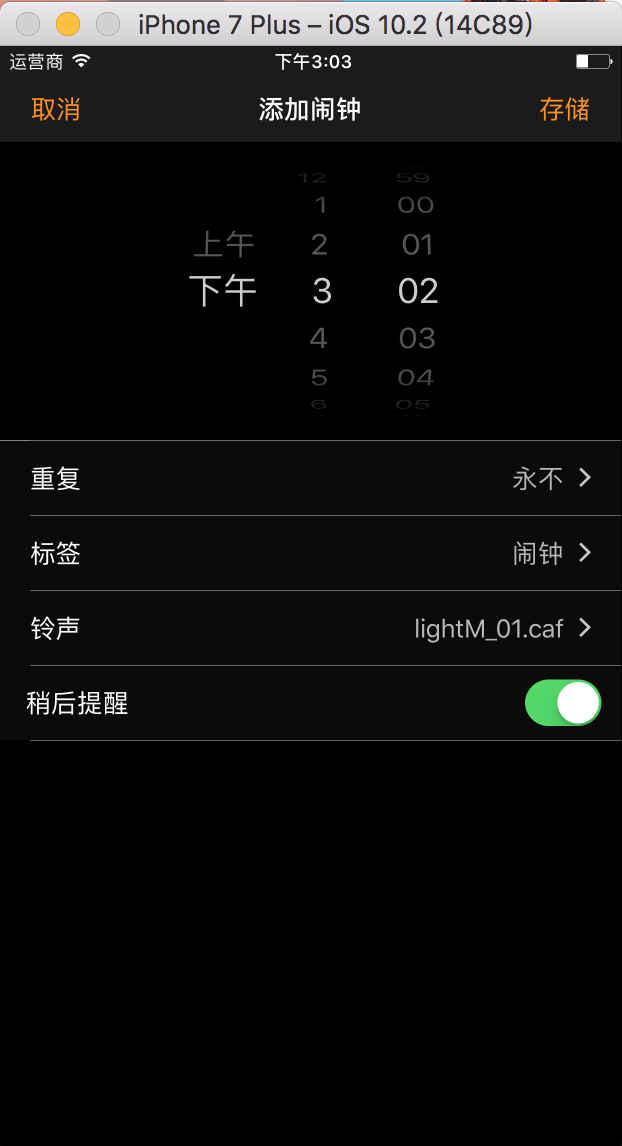 iPhone 7 Plus – iOS 10.2 (14C89)
运营商 下午3:03
取消 添加闹钟 存储
12 59
1 00
上午 2 01
下午 3 02
4 03
5 04
6 05
重复 永不
标签 闹钟
铃声 lightM_01.caf
稍后提醒